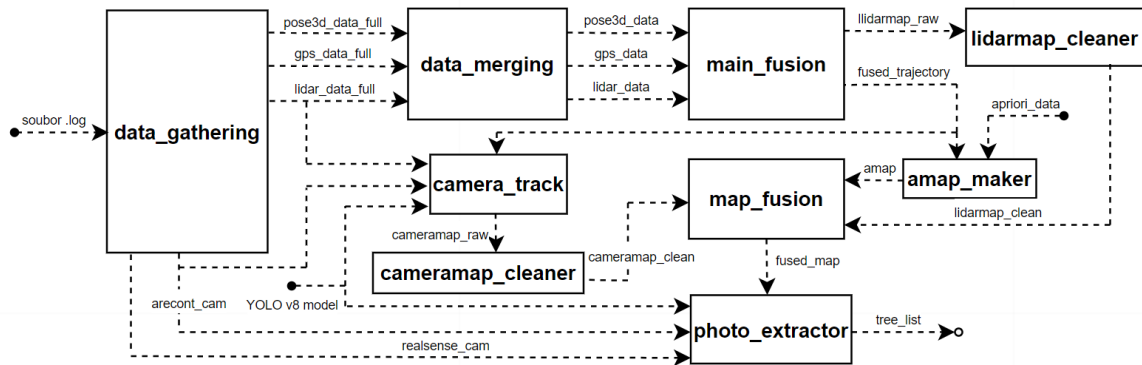 pose3d_data_full
gps_data_full
lidar_data_full
soubor .log
data_gathering
data_merging
pose3d_data
gps_data
lidar_data
main_fusion
llidarmap_raw
fused_trajectory
lidarmap_cleaner
apriori_data
camera_track
map_fusion
amap
amap_maker
lidarmap_clean
cameramap_raw
cameramap_cleaner
cameramap_clean
fused_map
arecont_cam
YOLO v8 model
photo_extractor
tree_list
realsense_cam